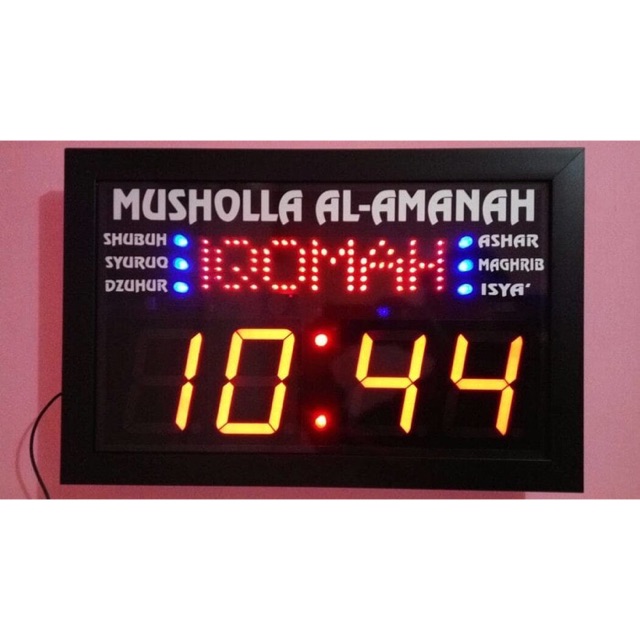 MUSHOLLA AL-AMANAH
SHUBUH IQOMAH ASHAR
SYURUQ MAGHRIB
DZUHUR ISYA'
10:44